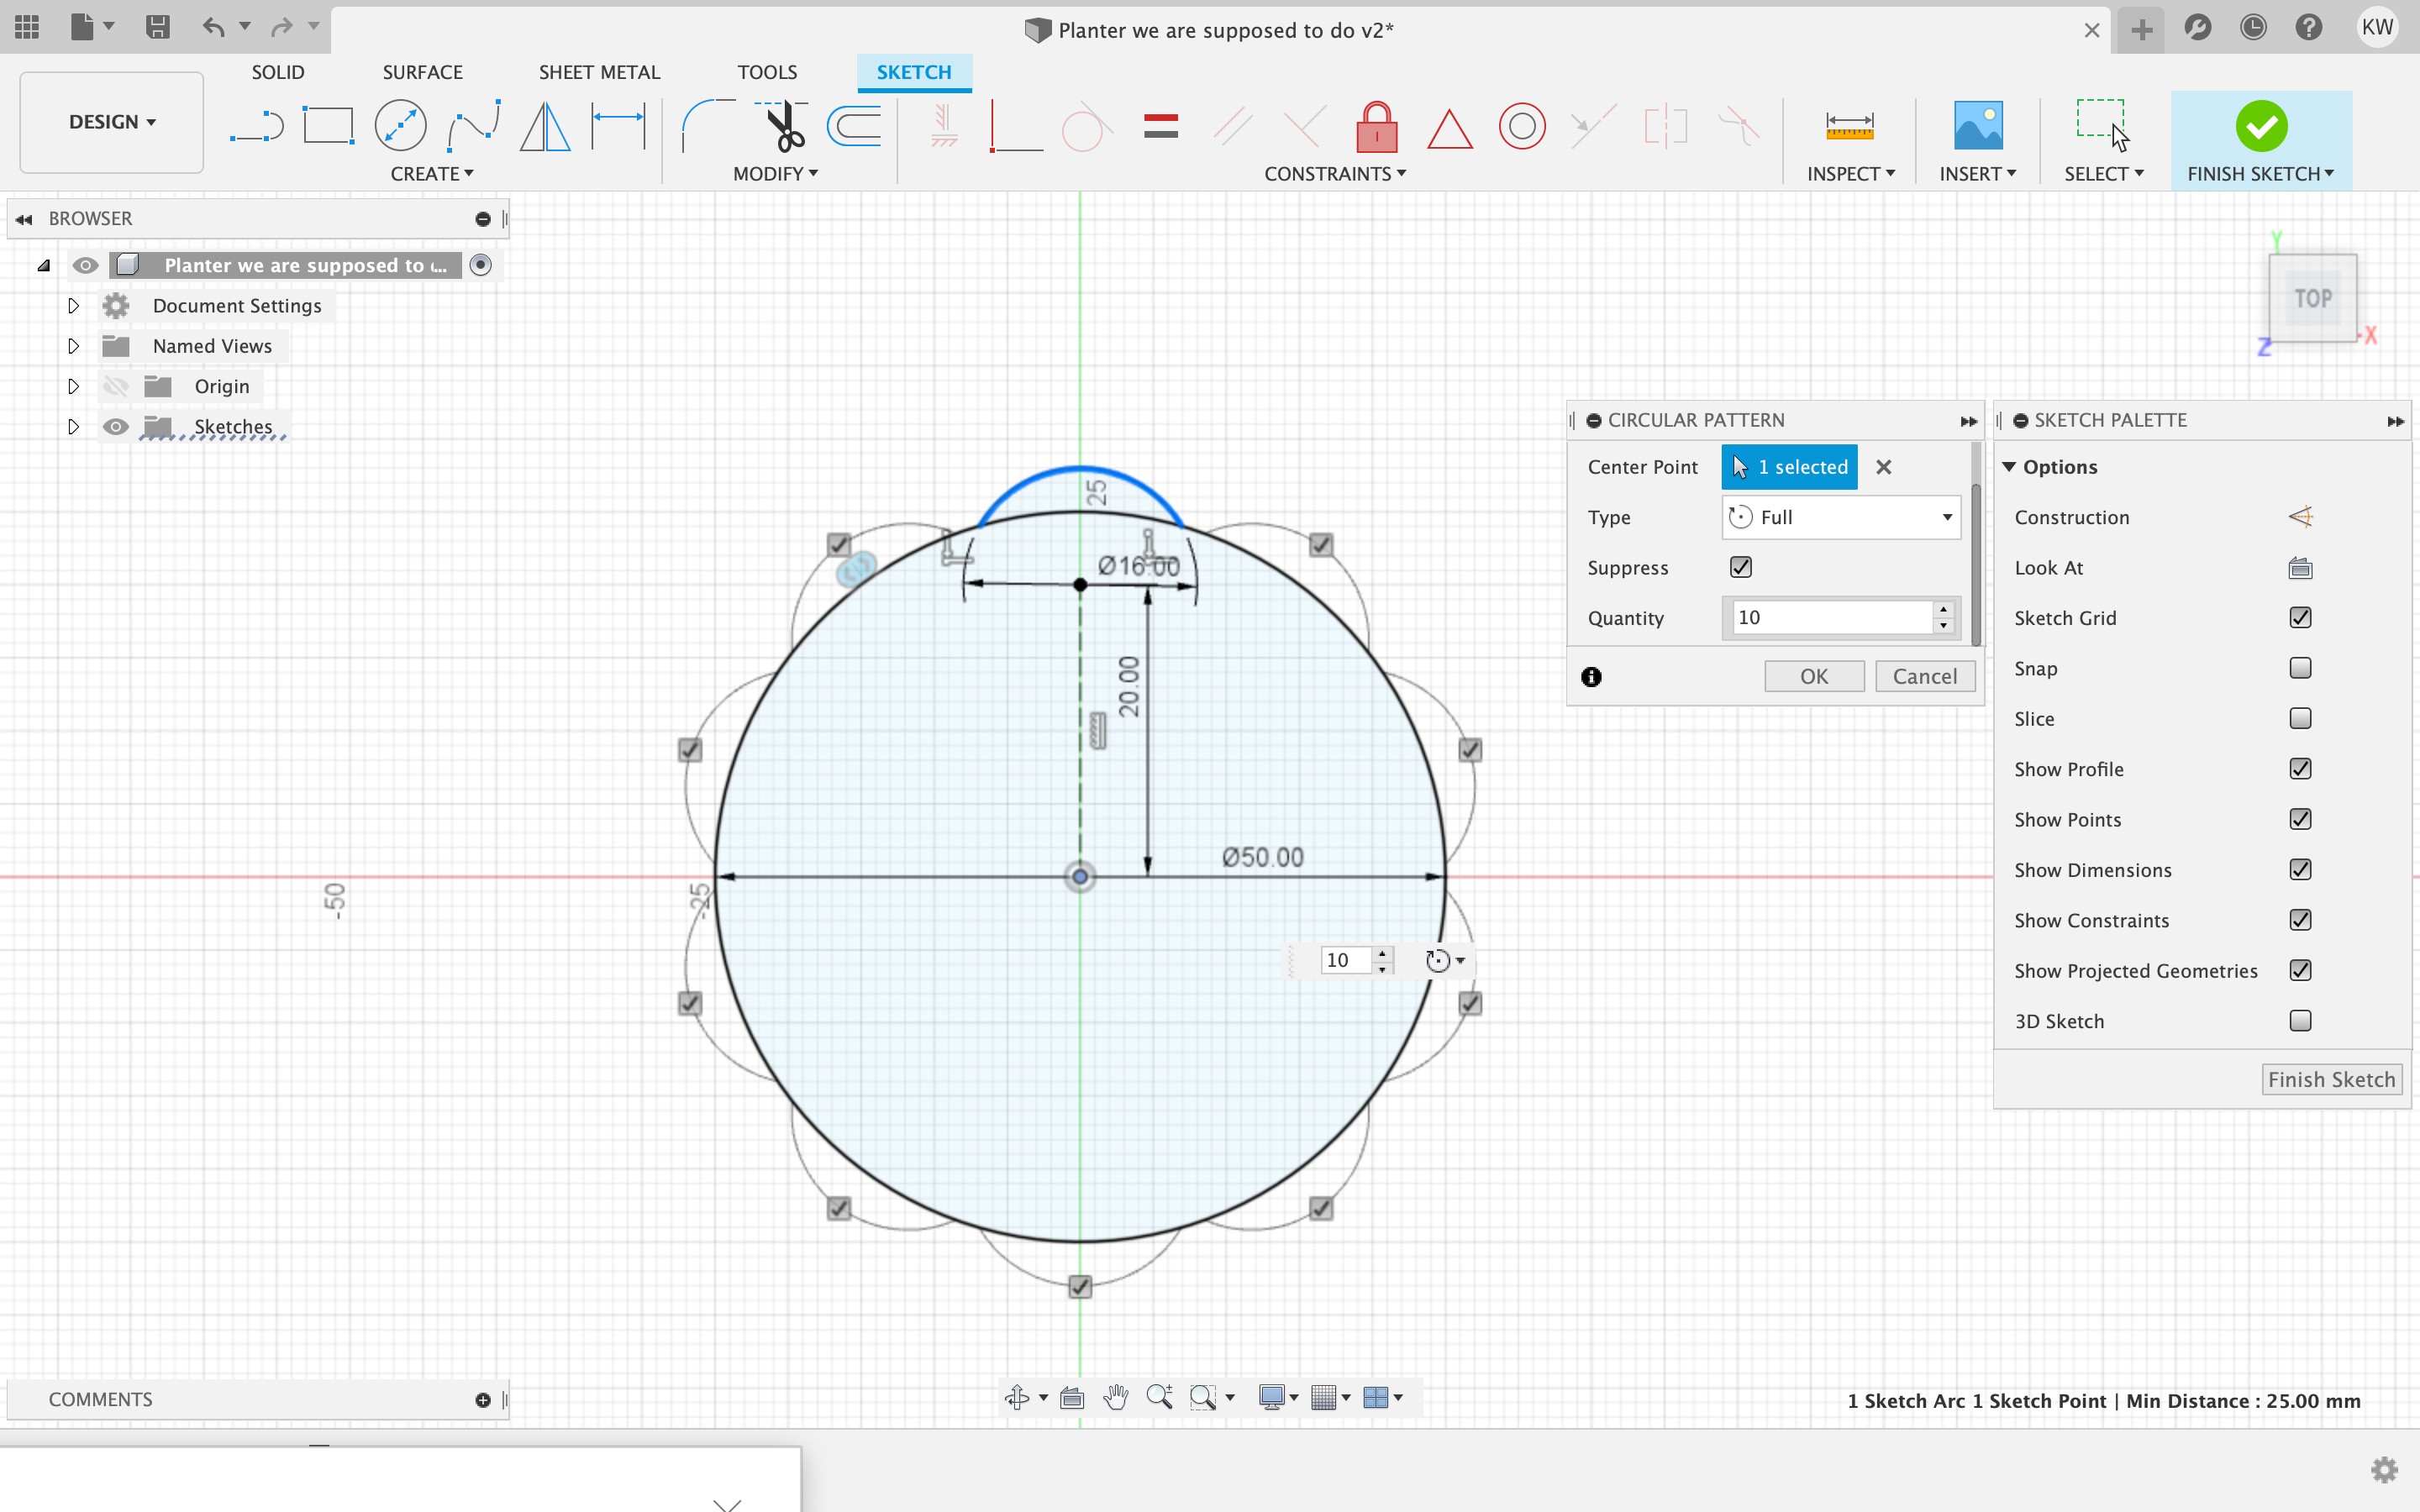 Planter we are supposed to do v2*
KW
SOLID SURFACE SHEET METAL TOOLS SKETCH
DESIGN
CREATE MODIFY CONSTRAINTS INSPECT INSERT SELECT FINISH SKETCH
BROWSER
Planter we are supposed to (...
Document Settings
Named Views
Origin
Sketches
Y
TOP
X
Z
CIRCULAR PATTERN
Center Point 1 selected
Type Full
Suppress
Quantity 10
OK Cancel
SKETCH PALETTE
Options
Construction
Look At
Sketch Grid
Snap
Slice
Show Profile
Show Points
Show Dimensions
Show Constraints
Show Projected Geometries
3D Sketch
Finish Sketch
25
Ø16.00
20.00
Ø50.00
-50
-25
10
COMMENTS
1 Sketch Arc 1 Sketch Point | Min Distance : 25.00 mm